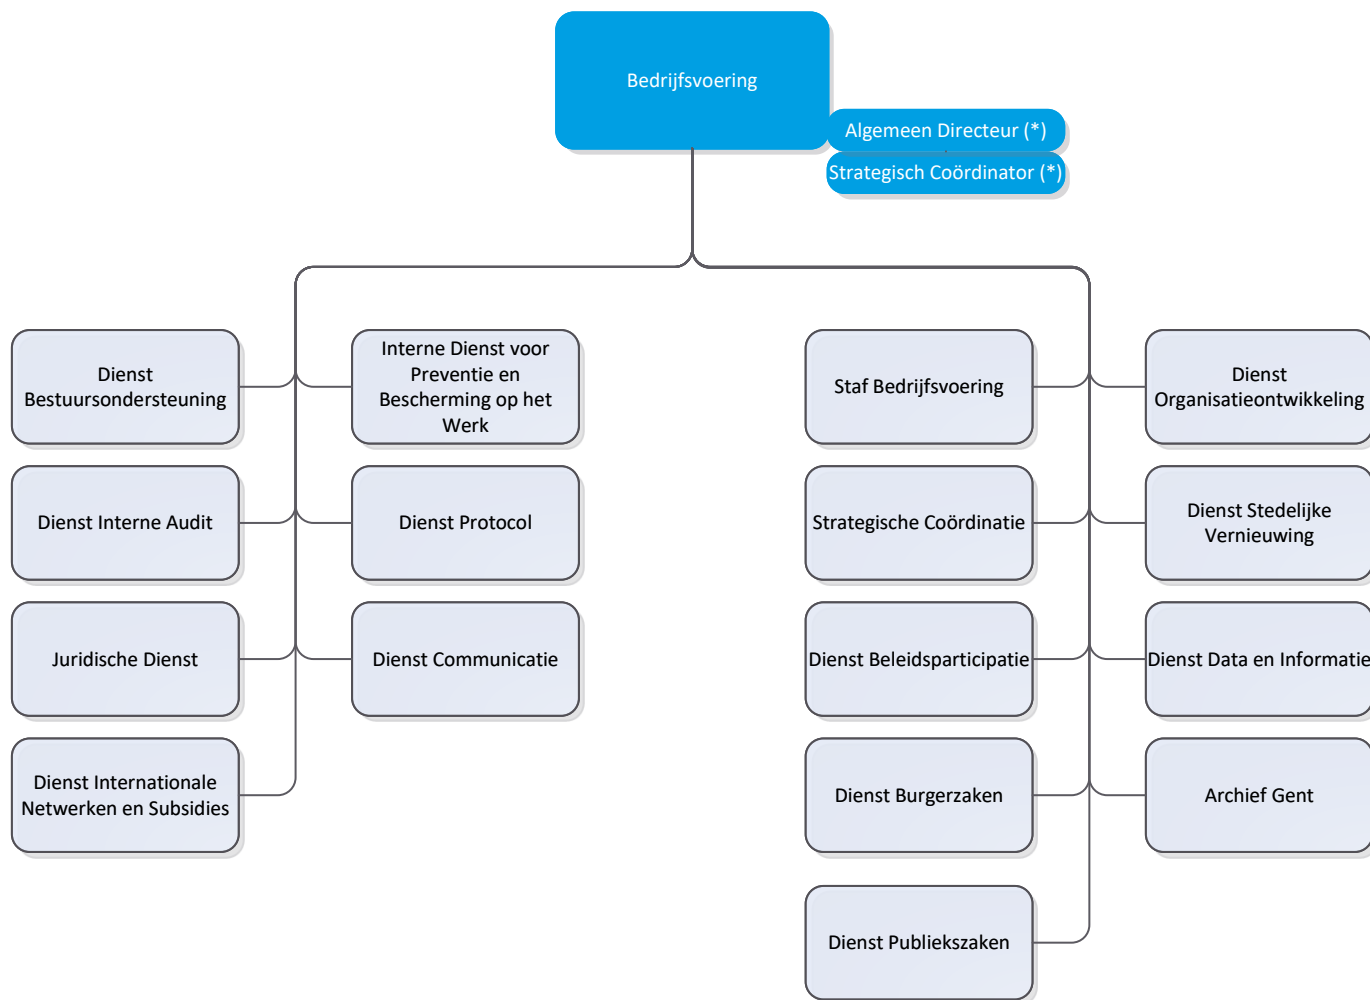 Bedrijfsvoering
Algemeen Directeur (*)
Strategisch Coördinator (*)
Dienst
Bestuursondersteuning
Interne Dienst voor
Preventie en
Bescherming op het
Werk
Staf Bedrijfsvoering
Dienst
Organisatieontwikkeling
Dienst Interne Audit
Dienst Protocol
Strategische Coördinatie
Dienst Stedelijke
Vernieuwing
Juridische Dienst
Dienst Communicatie
Dienst Beleidsparticipatie
Dienst Data en Informatie
Dienst Internationale
Netwerken en Subsidies
Dienst Burgerzaken
Archief Gent
Dienst Publiekszaken